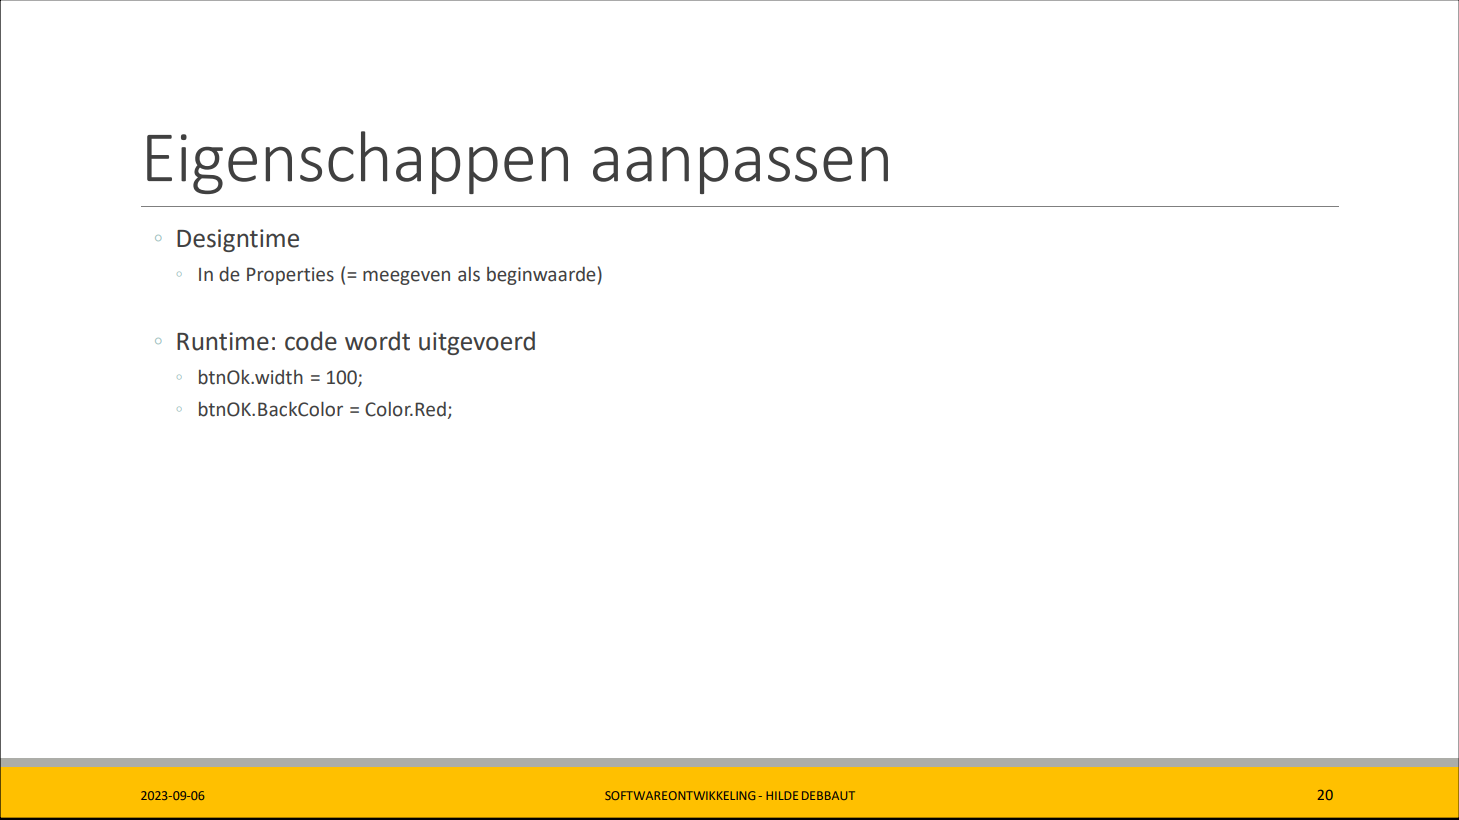 Eigenschappen aanpassen
Designtime
In de Properties (= meegeven als beginwaarde)
Runtime: code wordt uitgevoerd
btnOk.width = 100;
btnOK.BackColor = Color.Red;
2023-09-06
SOFTWAREONTWIKKELING - HILDE DEBBAUT
20